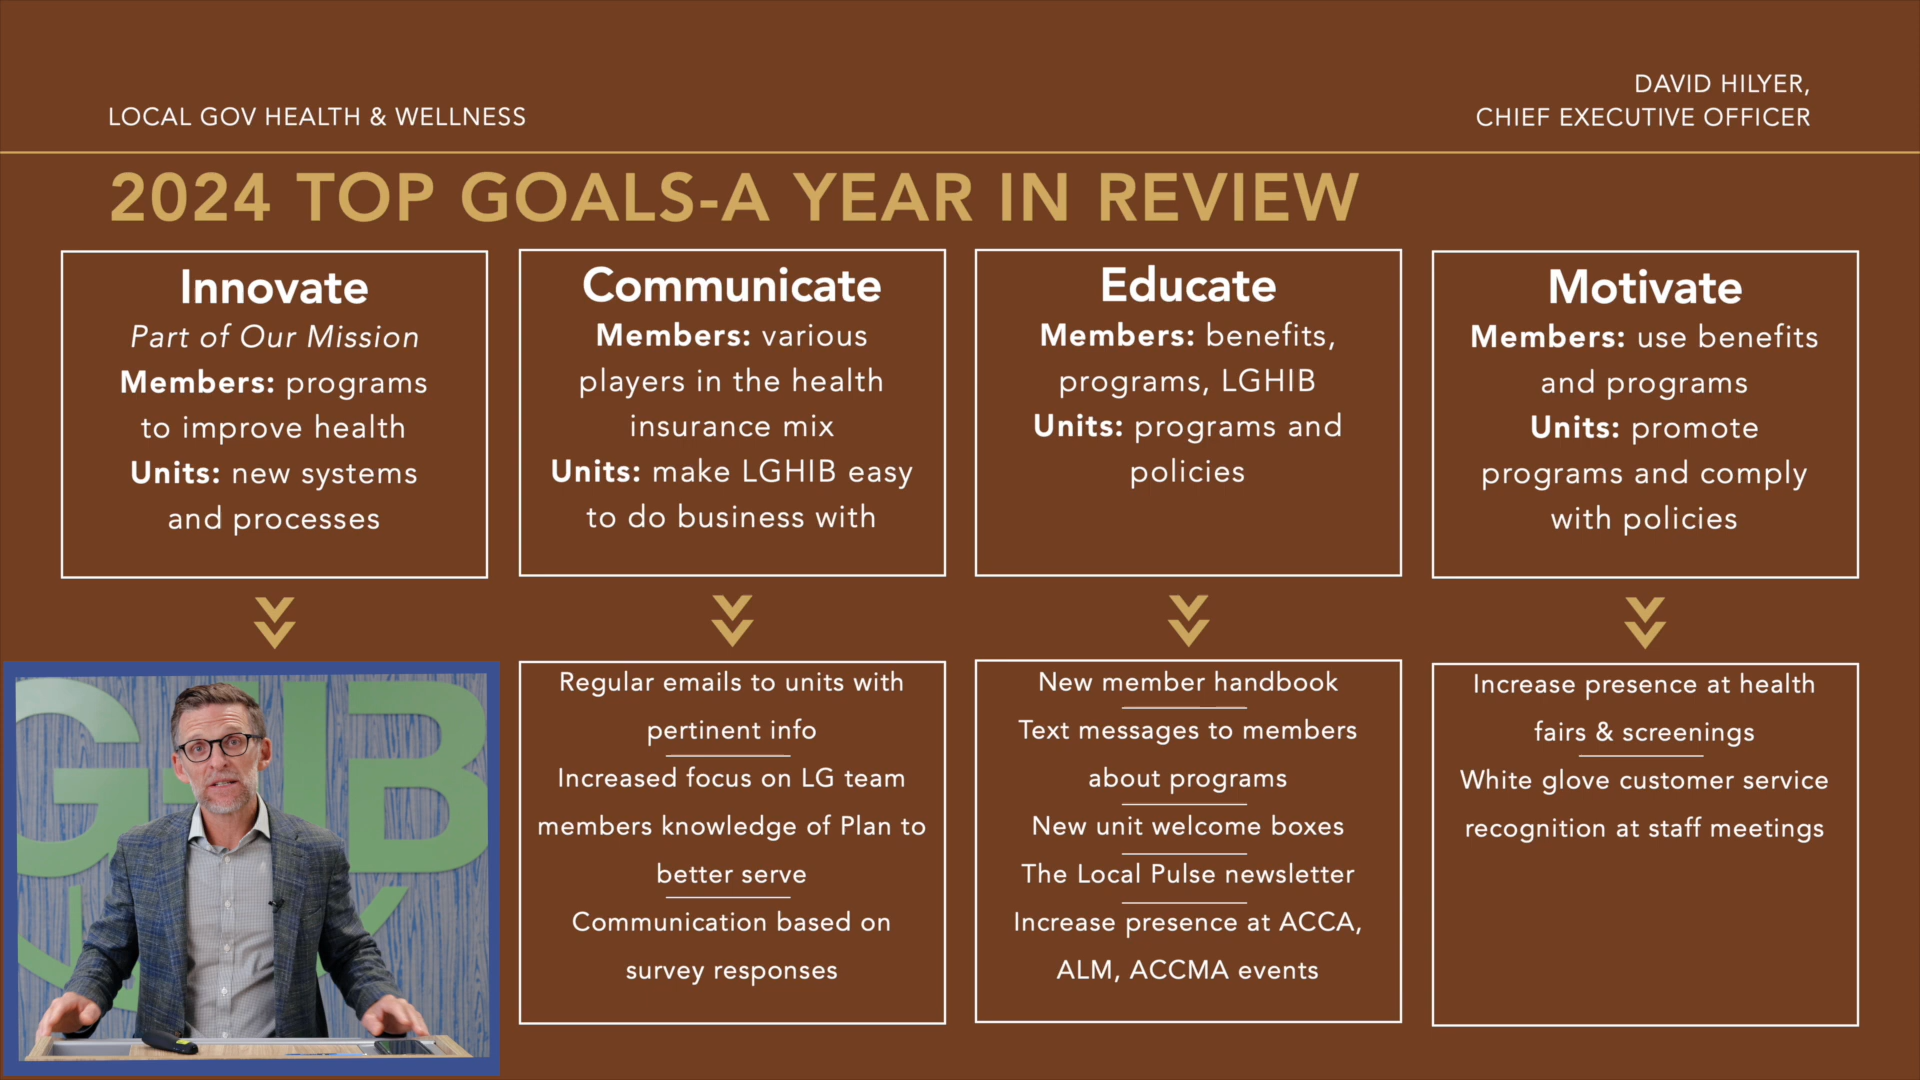 LOCAL GOV HEALTH & WELLNESS
DAVID HILYER,
CHIEF EXECUTIVE OFFICER
2024 TOP GOALS-A YEAR IN REVIEW
Innovate
Part of Our Mission
Members: programs
to improve health
Units: new systems
and processes
Communicate
Members: various
players in the health
insurance mix
Units: make LGHIB easy
to do business with
Educate
Members: benefits,
programs, LGHIB
Units: programs and
policies
Motivate
Members: use benefits
and programs
Units: promote
programs and comply
with policies
GHIB
Regular emails to units with
pertinent info
Increased focus on LG team
members knowledge of Plan to
better serve
Communication based on
survey responses
New member handbook
Text messages to members
about programs
New unit welcome boxes
The Local Pulse newsletter
Increase presence at ACCA,
ALM, ACCMA events
Increase presence at health
fairs & screenings
White glove customer service
recognition at staff meetings